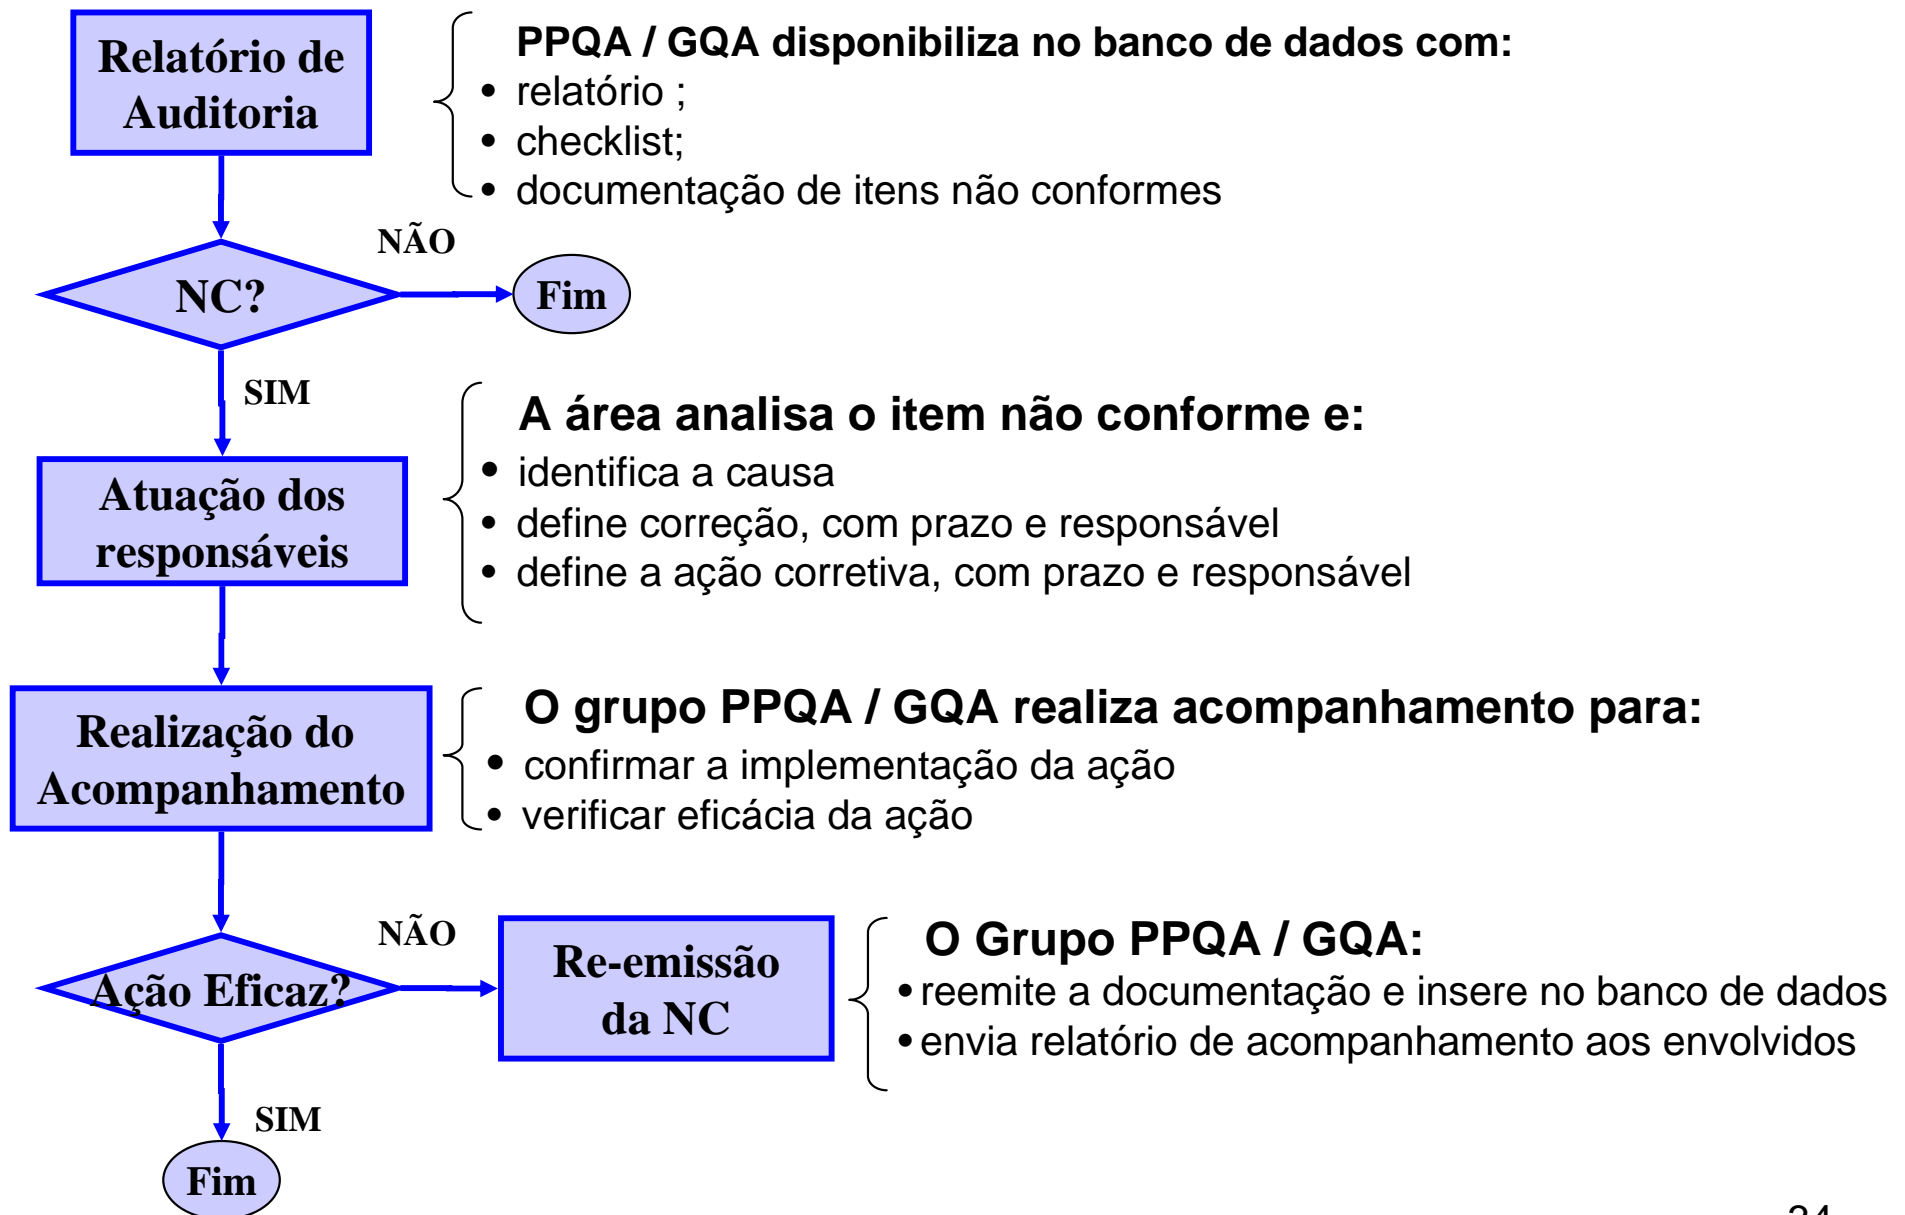 Relatório de
Auditoria
PPQA / GQA disponibiliza no banco de dados com:
• relatório ;
• checklist;
• documentação de itens não conformes
NC?
NÃO
Fim
SIM
Atuação dos
responsáveis
A área analisa o item não conforme e:
• identifica a causa
• define correção, com prazo e responsável
• define a ação corretiva, com prazo e responsável
Realização do
Acompanhamento
O grupo PPQA / GQA realiza acompanhamento para:
• confirmar a implementação da ação
• verificar eficácia da ação
Ação Eficaz?
NÃO
Re-emissão
da NC
O Grupo PPQA / GQA:
• reemite a documentação e insere no banco de dados
• envia relatório de acompanhamento aos envolvidos
SIM
Fim